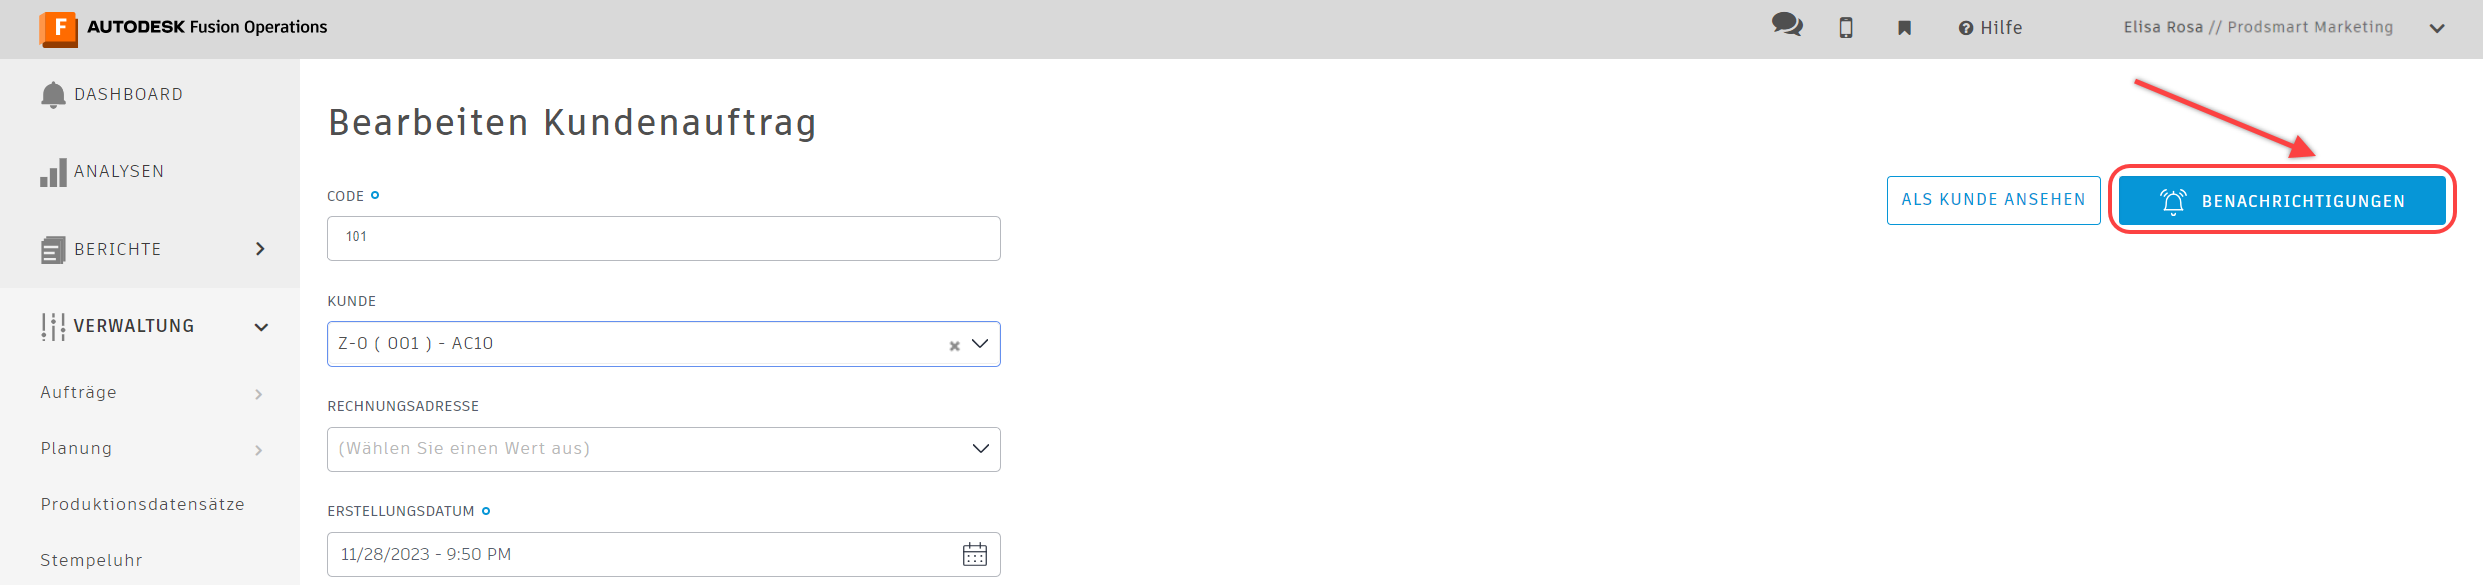 F AUTODESK Fusion Operations
Hilfe
Elisa Rosa // Prodsmart Marketing
DASHBOARD
ANALYSEN
BERICHTE
VERWALTUNG
Aufträge
Planung
Produktionsdatensätze
Stempeluhr
Bearbeiten Kundenauftrag
ALS KUNDE ANSEHEN
BENACHRICHTIGUNGEN
CODE
101
KUNDE
Z-0 ( 001 ) - AC10
RECHNUNGSADRESSE
(Wählen Sie einen Wert aus)
ERSTELLUNGSDATUM
11/28/2023 - 9:50 PM